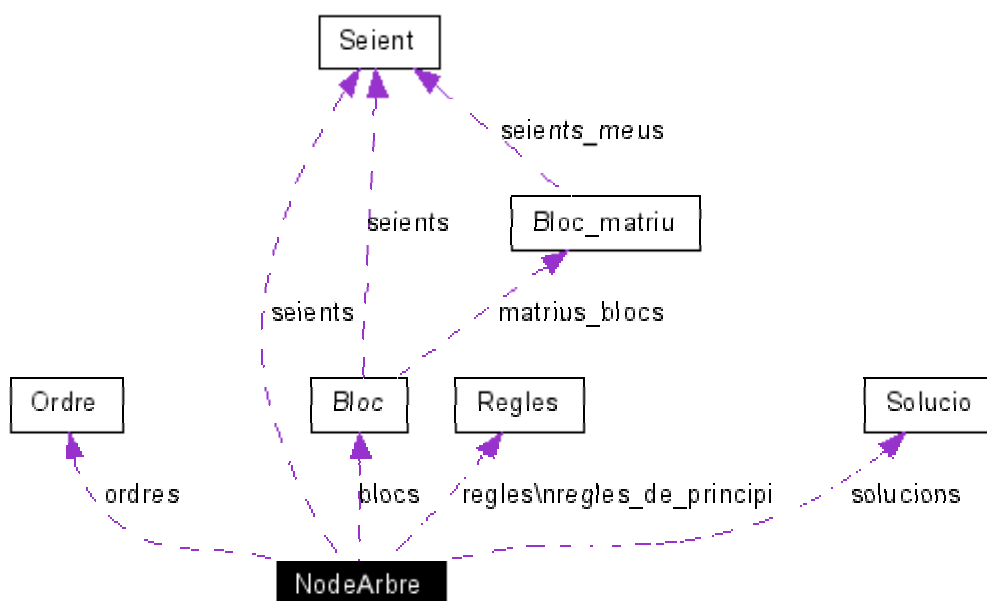 Seient
seients_meus
Bloc_matriu
seients
seients
matrius_blocs
Ordre
Bloc
Regles
Solucio
ordres
blocs
regles\nregles_de_principi
solucions
NodeArbre